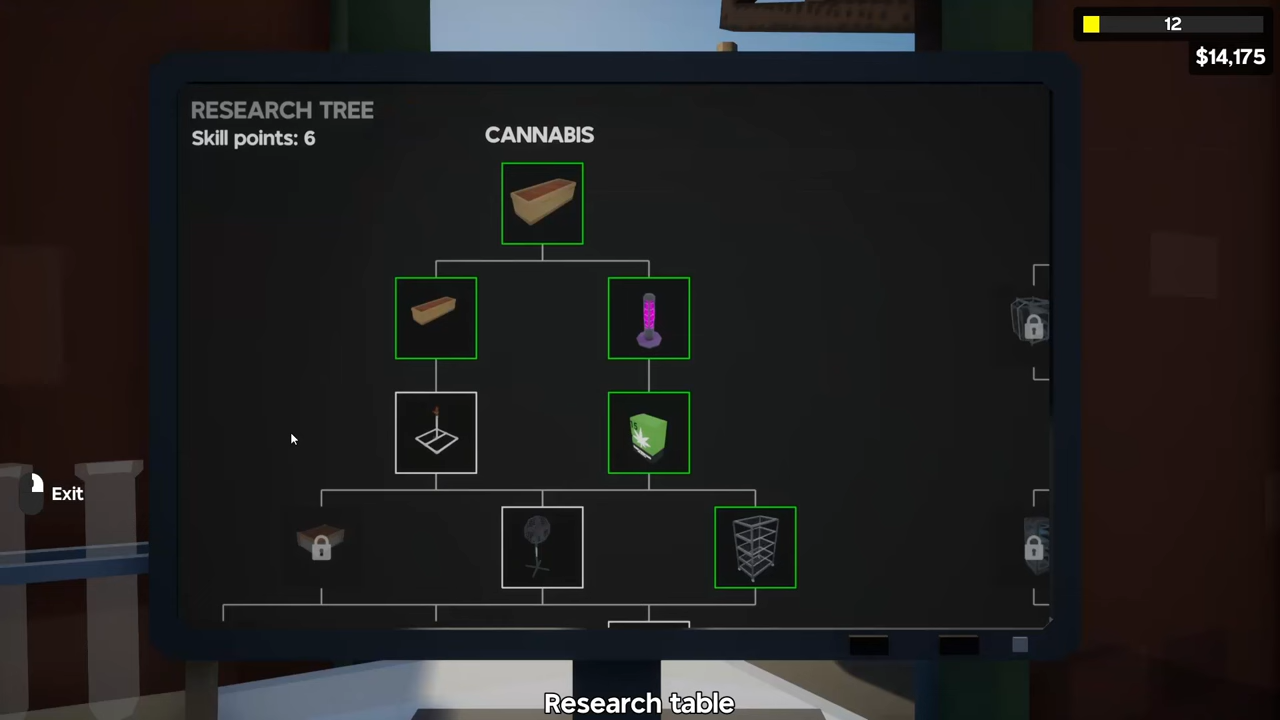 12
$14,175
RESEARCH TREE
Skill points: 6
CANNABIS
Exit
Research table